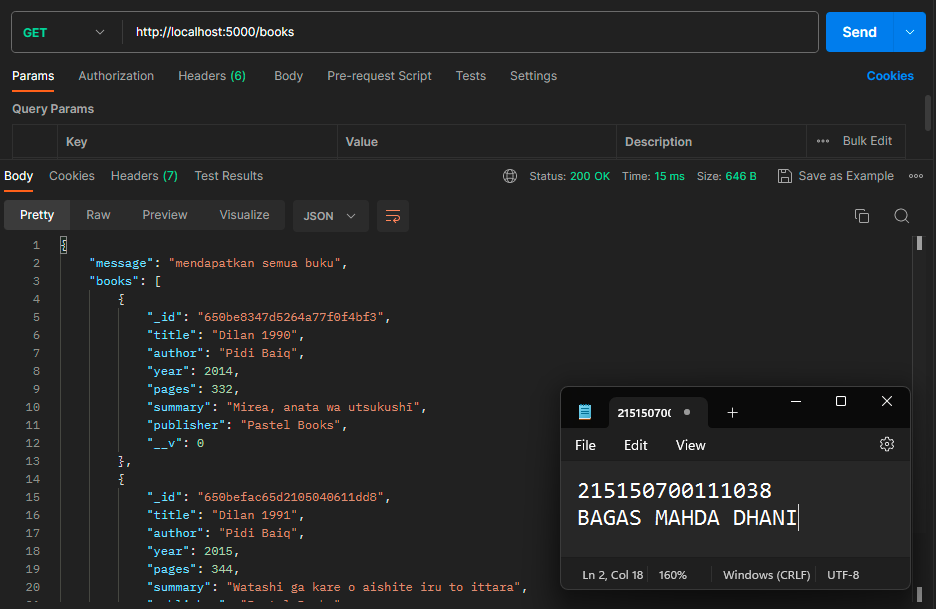 GET http://localhost:5000/books Send
Params Authorization Headers (6) Body Pre-request Script Tests Settings Cookies
Query Params
Key Value Description ••• Bulk Edit
Body Cookies Headers (7) Test Results Status: 200 OK Time: 15 ms Size: 646 B Save as Example •••
Pretty Raw Preview Visualize JSON
1 {
2 "message": "mendapatkan semua buku",
3 "books": [
4 {
5 "_id": "650be8347d5264a77f0f4bf3",
6 "title": "Dilan 1990",
7 "author": "Pidi Baiq",
8 "year": 2014,
9 "pages": 332,
10 "summary": "Mirea, anata wa utsukushī",
11 "publisher": "Pastel Books",
12 "__v": 0
13 },
14 {
15 "_id": "650befac65d2105040611dd8",
16 "title": "Dilan 1991",
17 "author": "Pidi Baiq",
18 "year": 2015,
19 "pages": 344,
20 "summary": "Watashi ga kare o aishite iru to ittara",
215150700
File Edit View
215150700111038
BAGAS MAHDA DHANI
Ln 2, Col 18 160% Windows (CRLF) UTF-8